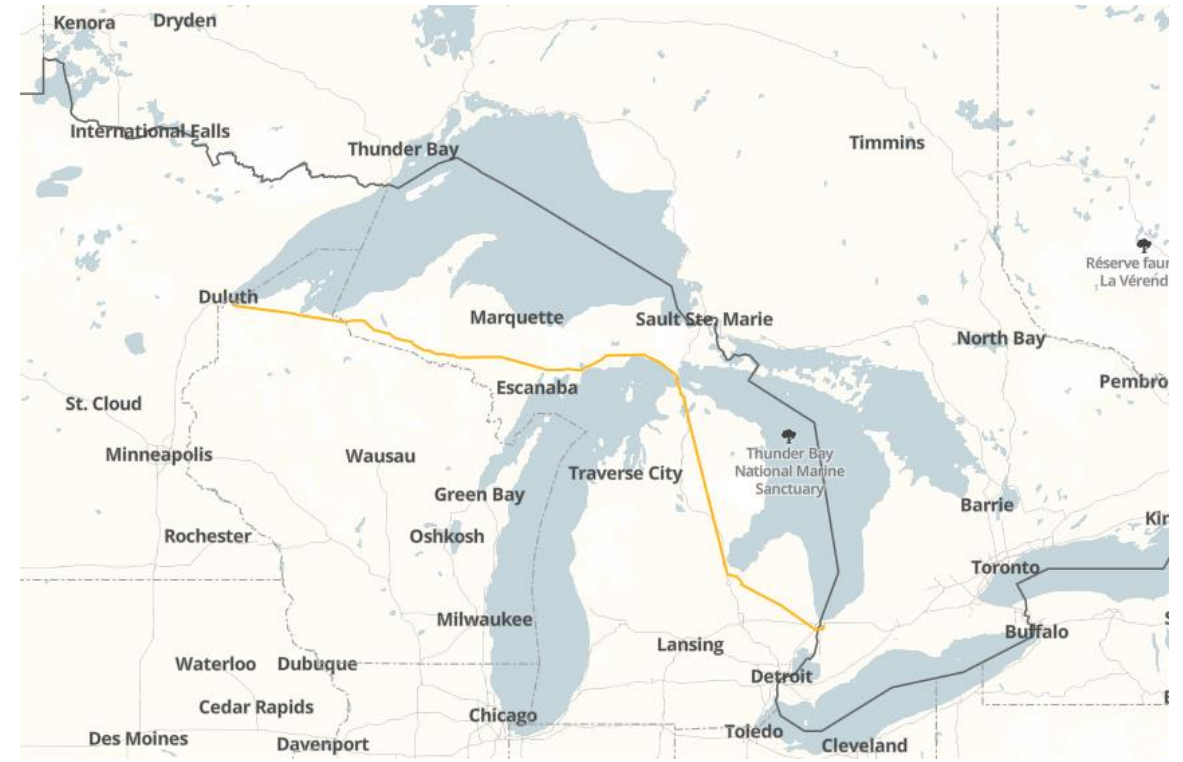 Kenora
Dryden
International Falls
Thunder Bay
Timmins
Réserve fau
La Vérend
Duluth
Marquette
Sault Ste. Marie
North Bay
Escanaba
Pembro
St. Cloud
Minneapolis
Wausau
Traverse City
Thunder Bay
National Marine
Sanctuary
Green Bay
Barrie
Rochester
Oshkosh
Kin
Toronto
Milwaukee
Buffalo
Lansing
Waterloo
Dubuque
Detroit
Cedar Rapids
Chicago
Des Moines
Davenport
Toledo
Cleveland